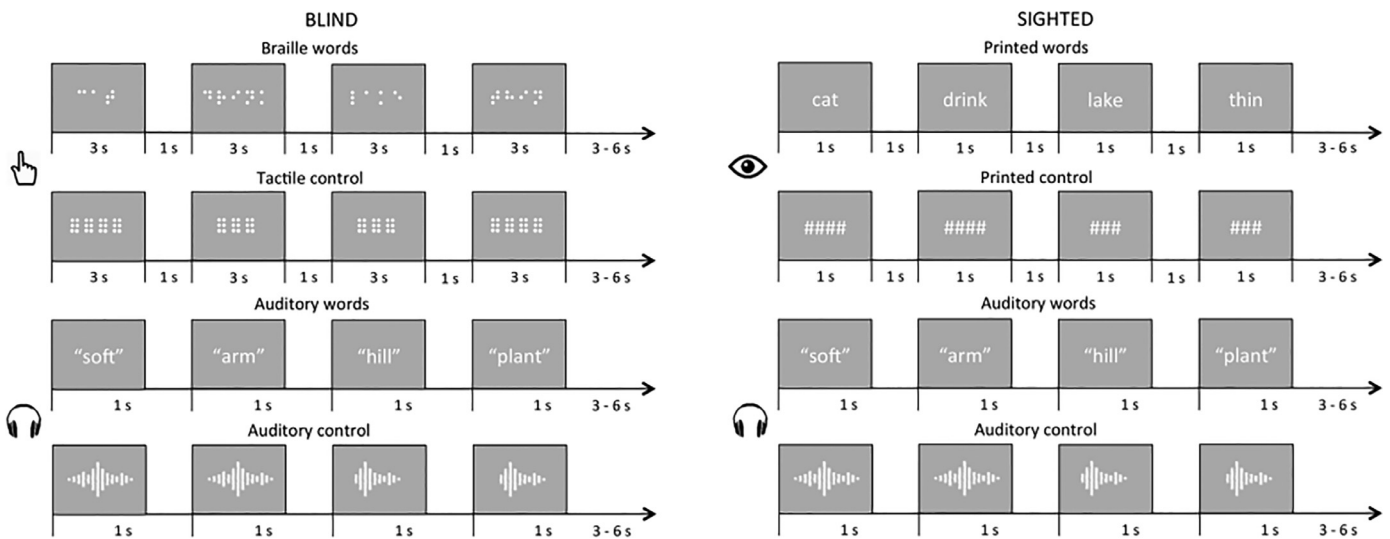 BLIND
Braille words
⠉⠁⠞ ⠙⠗⠊⠝⠅ ⠇⠁⠅⠑ ⠞⠓⠊⠝
3 s 1 s 3 s 1 s 3 s 1 s 3 s 3 - 6 s
Tactile control
⠿⠿⠿⠿ ⠿⠿⠿ ⠿⠿⠿ ⠿⠿⠿⠿
3 s 1 s 3 s 1 s 3 s 1 s 3 s 3 - 6 s
Auditory words
“soft” “arm” “hill” “plant”
1 s 1 s 1 s 1 s 3 - 6 s
Auditory control
1 s 1 s 1 s 1 s 3 - 6 s
SIGHTED
Printed words
cat drink lake thin
1 s 1 s 1 s 1 s 1 s 1 s 1 s 3 - 6 s
Printed control
#### #### ### ###
1 s 1 s 1 s 1 s 1 s 1 s 1 s 3 - 6 s
Auditory words
“soft” “arm” “hill” “plant”
1 s 1 s 1 s 1 s 3 - 6 s
Auditory control
1 s 1 s 1 s 1 s 3 - 6 s